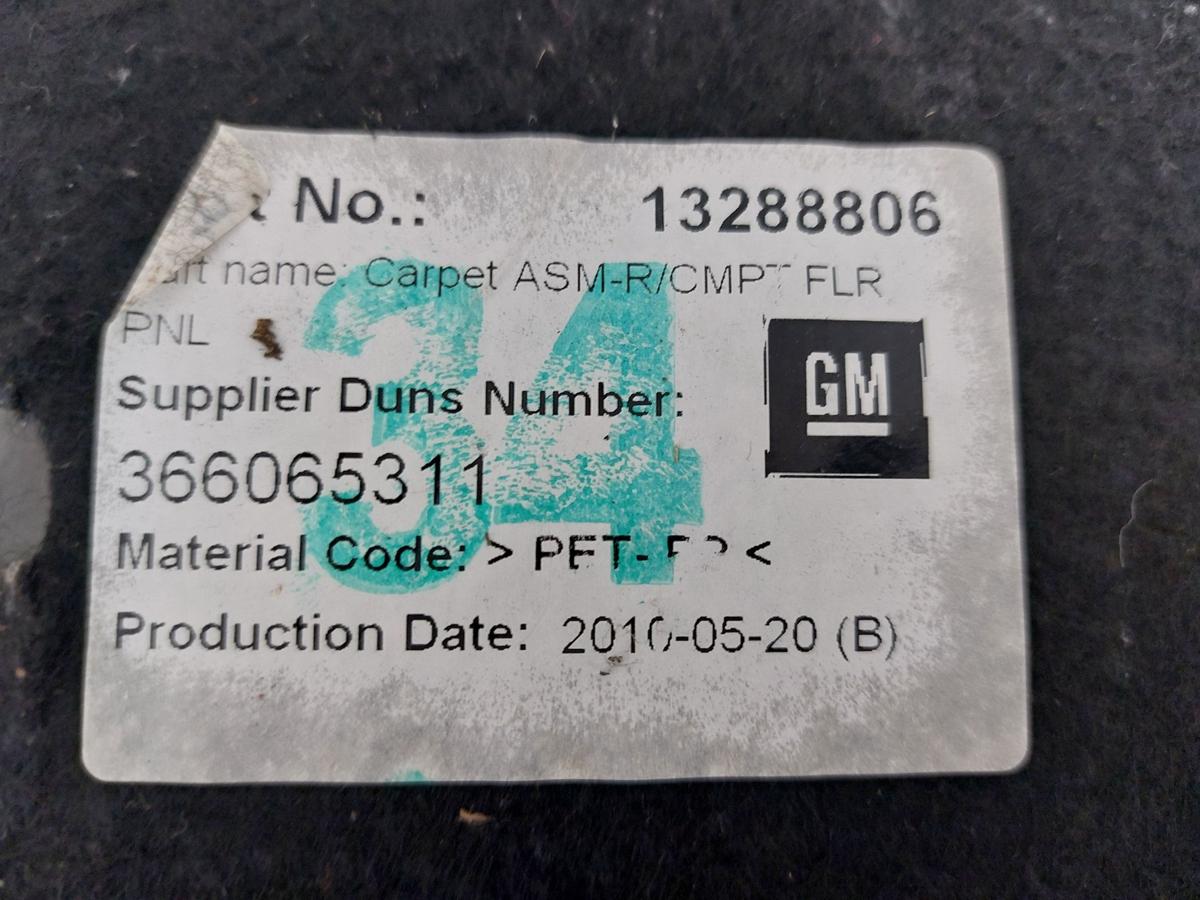 No.: 13288806
name: Carpet ASM-R/CMPT FLR
PNL
34
Supplier Duns Number:
GM
366065311
Material Code: > PET- <
Production Date: 2010-05-20 (B)